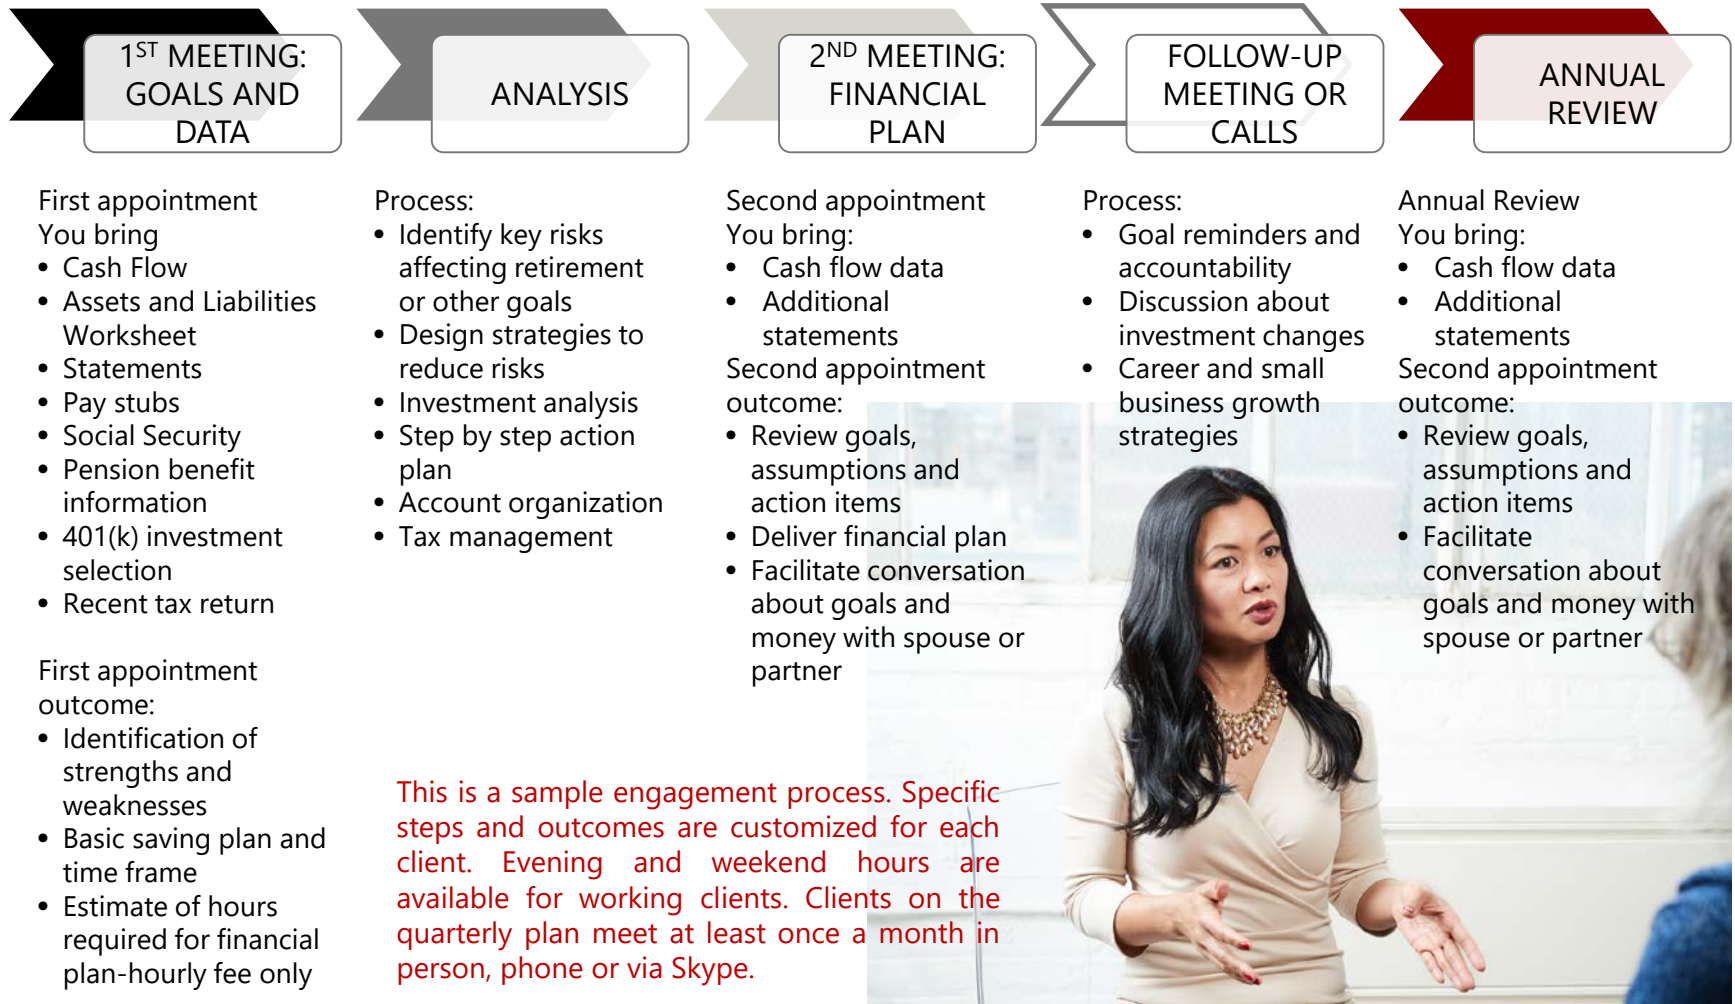 1ST MEETING:
GOALS AND
DATA
ANALYSIS
2ND MEETING:
FINANCIAL
PLAN
FOLLOW-UP
MEETING OR
CALLS
ANNUAL
REVIEW
First appointment
You bring
• Cash Flow
• Assets and Liabilities
Worksheet
• Statements
• Pay stubs
• Social Security
• Pension benefit
information
• 401(k) investment
selection
• Recent tax return
First appointment
outcome:
• Identification of
strengths and
weaknesses
• Basic saving plan and
time frame
• Estimate of hours
required for financial
plan-hourly fee only
Process:
• Identify key risks
affecting retirement
or other goals
• Design strategies to
reduce risks
• Investment analysis
• Step by step action
plan
• Account organization
• Tax management
Second appointment
You bring:
• Cash flow data
• Additional
statements
Second appointment
outcome:
• Review goals,
assumptions and
action items
• Deliver financial plan
• Facilitate conversation
about goals and
money with spouse or
partner
Process:
• Goal reminders and
accountability
• Discussion about
investment changes
• Career and small
business growth
strategies
Annual Review
You bring:
• Cash flow data
• Additional
statements
Second appointment
outcome:
• Review goals,
assumptions and
action items
• Facilitate
conversation about
goals and money with
spouse or partner
This is a sample engagement process. Specific
steps and outcomes are customized for each
client. Evening and weekend hours are
available for working clients. Clients on the
quarterly plan meet at least once a month in
person, phone or via Skype.